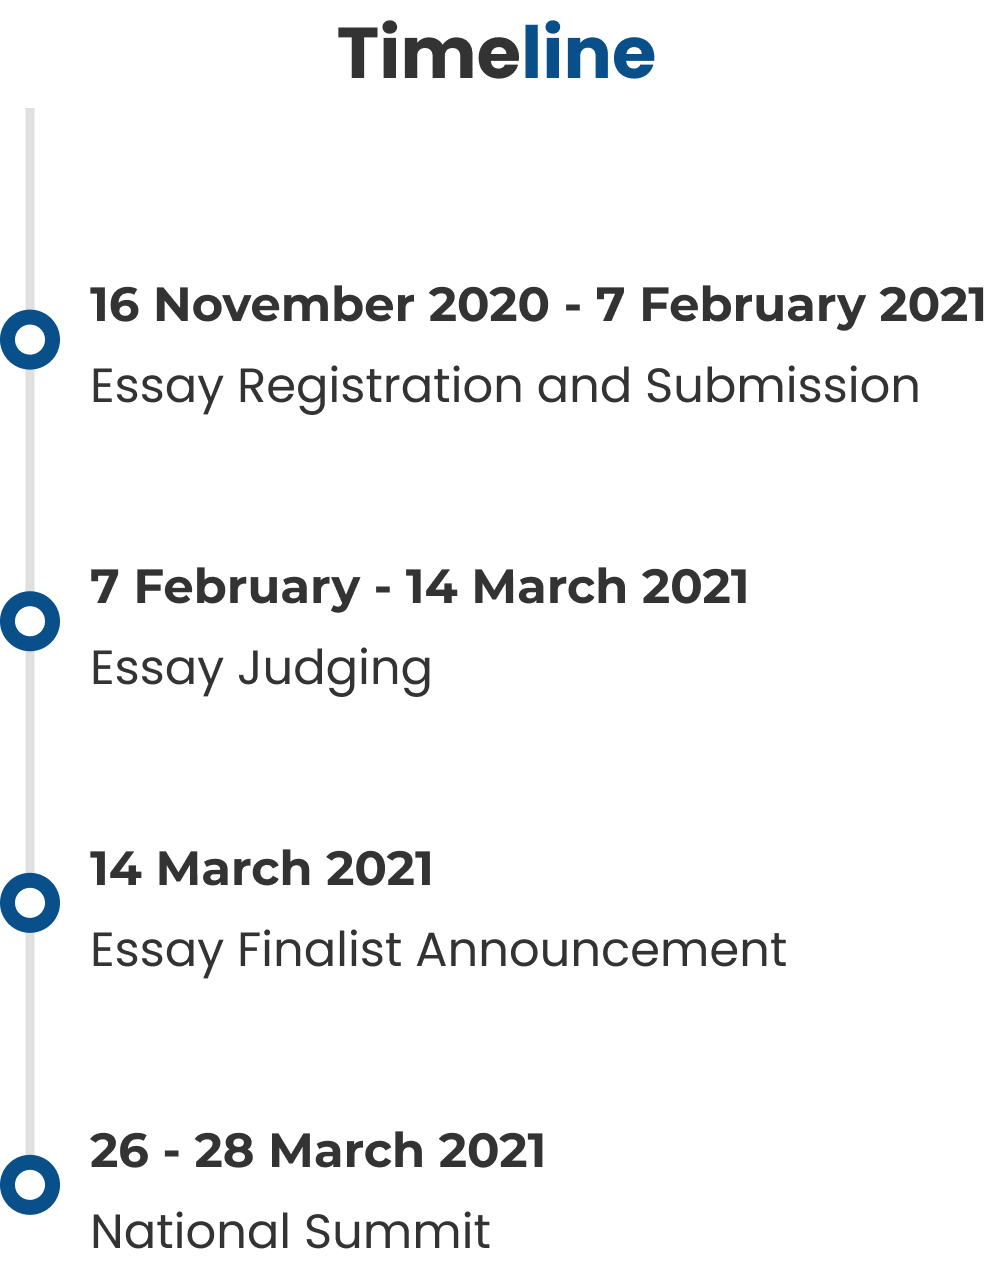 Timeline
16 November 2020 - 7 February 2021
Essay Registration and Submission
7 February - 14 March 2021
Essay Judging
14 March 2021
Essay Finalist Announcement
26 - 28 March 2021
National Summit